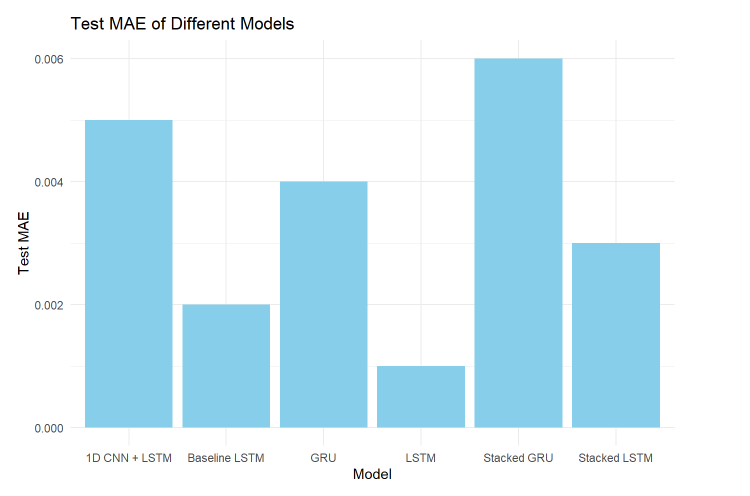 Test MAE of Different Models
Test MAE
0.006
0.004
0.002
0.000
1D CNN + LSTM
Baseline LSTM
GRU
LSTM
Stacked GRU
Stacked LSTM
Model